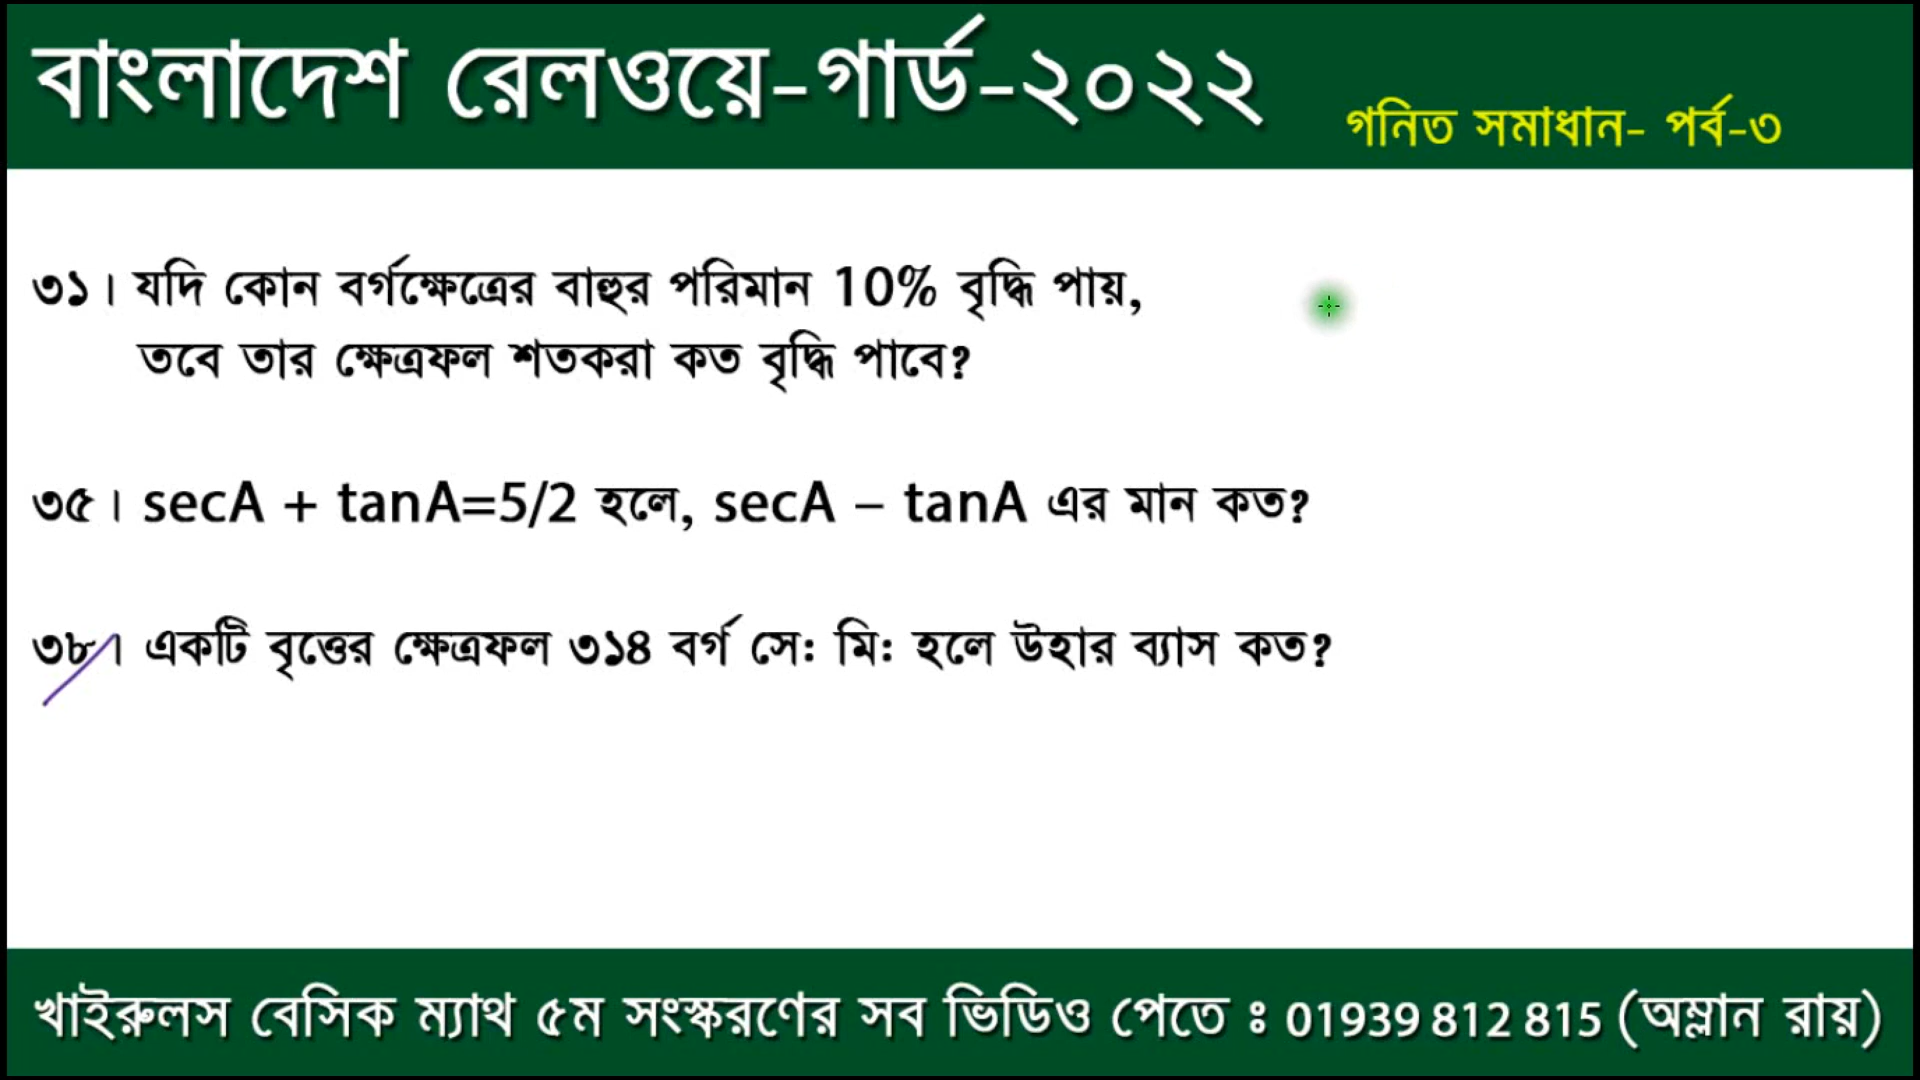 বাংলাদেশ রেলওয়ে-গার্ড-২০২২
গনিত সমাধান- পর্ব-৩
৩১। যদি কোন বর্গক্ষেত্রের বাহুর পরিমান 10% বৃদ্ধি পায়,
তবে তার ক্ষেত্রফল শতকরা কত বৃদ্ধি পাবে?
৩৫। secA + tanA=5/2 হলে, secA – tanA এর মান কত?
৩৮। একটি বৃত্তের ক্ষেত্রফল ৩১৪ বর্গ সে: মি: হলে উহার ব্যাস কত?
খাইরুলস বেসিক ম্যাথ ৫ম সংস্করণের সব ভিডিও পেতে ঃ 01939 812 815 (অম্লান রায়)